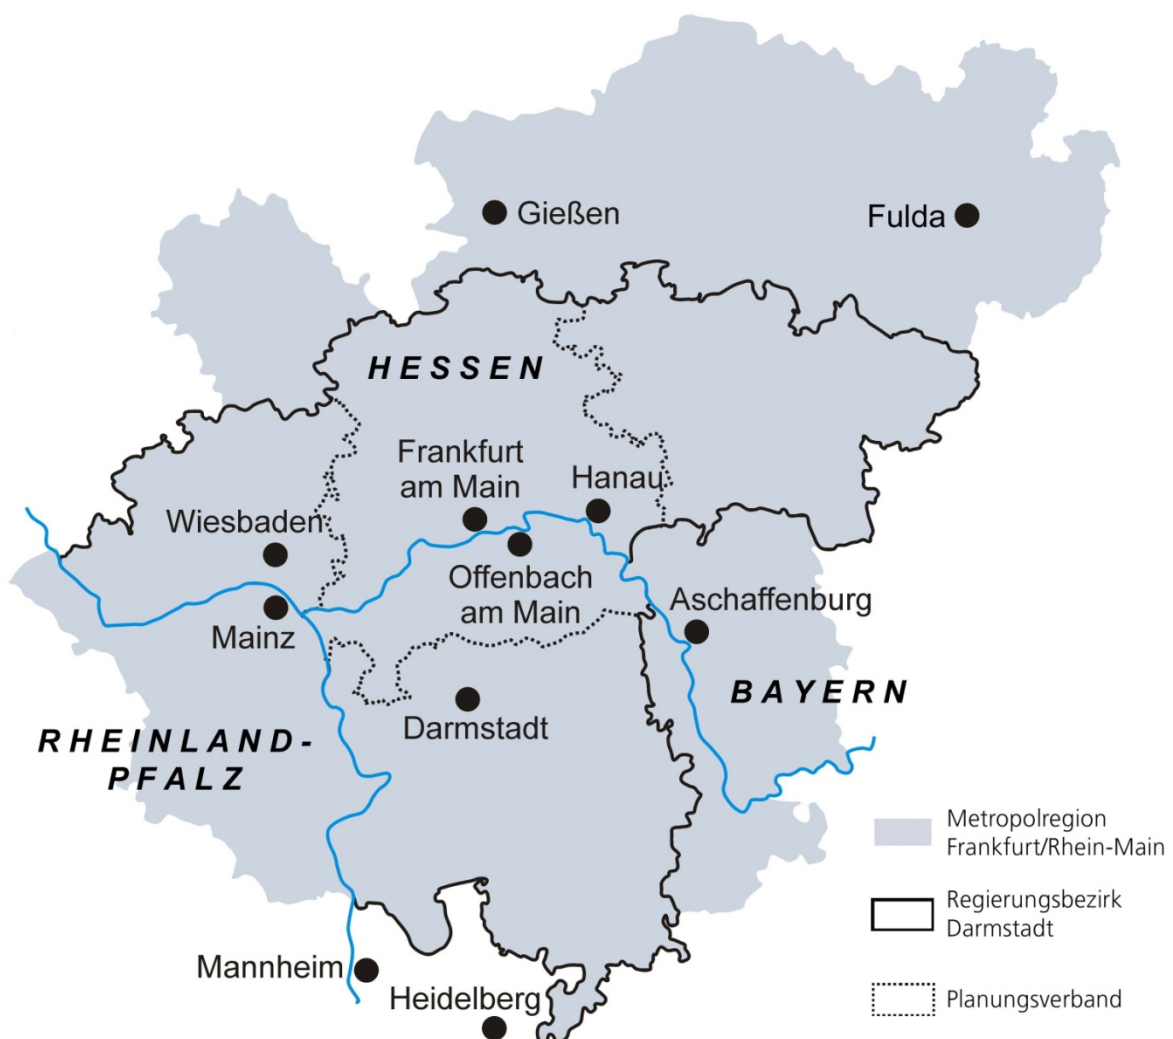 Gießen
Fulda
HESSEN
Frankfurt
am Main
Hanau
Wiesbaden
Offenbach
am Main
Aschaffenburg
Mainz
BAYERN
Darmstadt
RHEINLAND-
PFALZ
Metropolregion
Frankfurt/Rhein-Main
Regierungsbezirk
Darmstadt
Mannheim
Heidelberg
Planungsverband